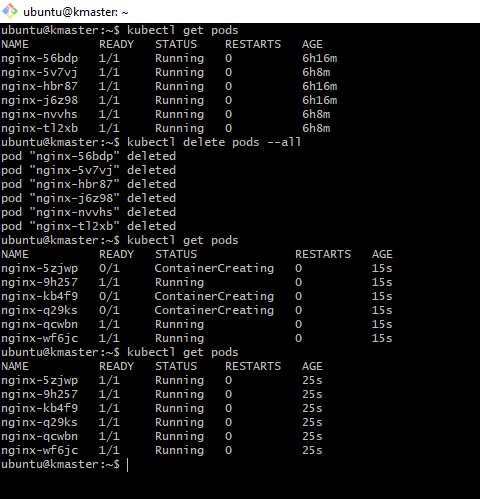 ubuntu@kmaster: ~
ubuntu@kmaster:~$ kubectl get pods
NAME READY STATUS RESTARTS AGE
nginx-56bdp 1/1 Running 0 6h16m
nginx-5v7vj 1/1 Running 0 6h8m
nginx-hbr87 1/1 Running 0 6h16m
nginx-j6z98 1/1 Running 0 6h16m
nginx-nvvhs 1/1 Running 0 6h8m
nginx-tl2xb 1/1 Running 0 6h8m
ubuntu@kmaster:~$ kubectl delete pods --all
pod "nginx-56bdp" deleted
pod "nginx-5v7vj" deleted
pod "nginx-hbr87" deleted
pod "nginx-j6z98" deleted
pod "nginx-nvvhs" deleted
pod "nginx-tl2xb" deleted
ubuntu@kmaster:~$ kubectl get pods
NAME READY STATUS RESTARTS AGE
nginx-5zjwp 0/1 ContainerCreating 0 15s
nginx-9h257 1/1 Running 0 15s
nginx-kb4f9 0/1 ContainerCreating 0 15s
nginx-q29ks 0/1 ContainerCreating 0 15s
nginx-qcwbn 1/1 Running 0 15s
nginx-wf6jc 1/1 Running 0 15s
ubuntu@kmaster:~$ kubectl get pods
NAME READY STATUS RESTARTS AGE
nginx-5zjwp 1/1 Running 0 25s
nginx-9h257 1/1 Running 0 25s
nginx-kb4f9 1/1 Running 0 25s
nginx-q29ks 1/1 Running 0 25s
nginx-qcwbn 1/1 Running 0 25s
nginx-wf6jc 1/1 Running 0 25s
ubuntu@kmaster:~$